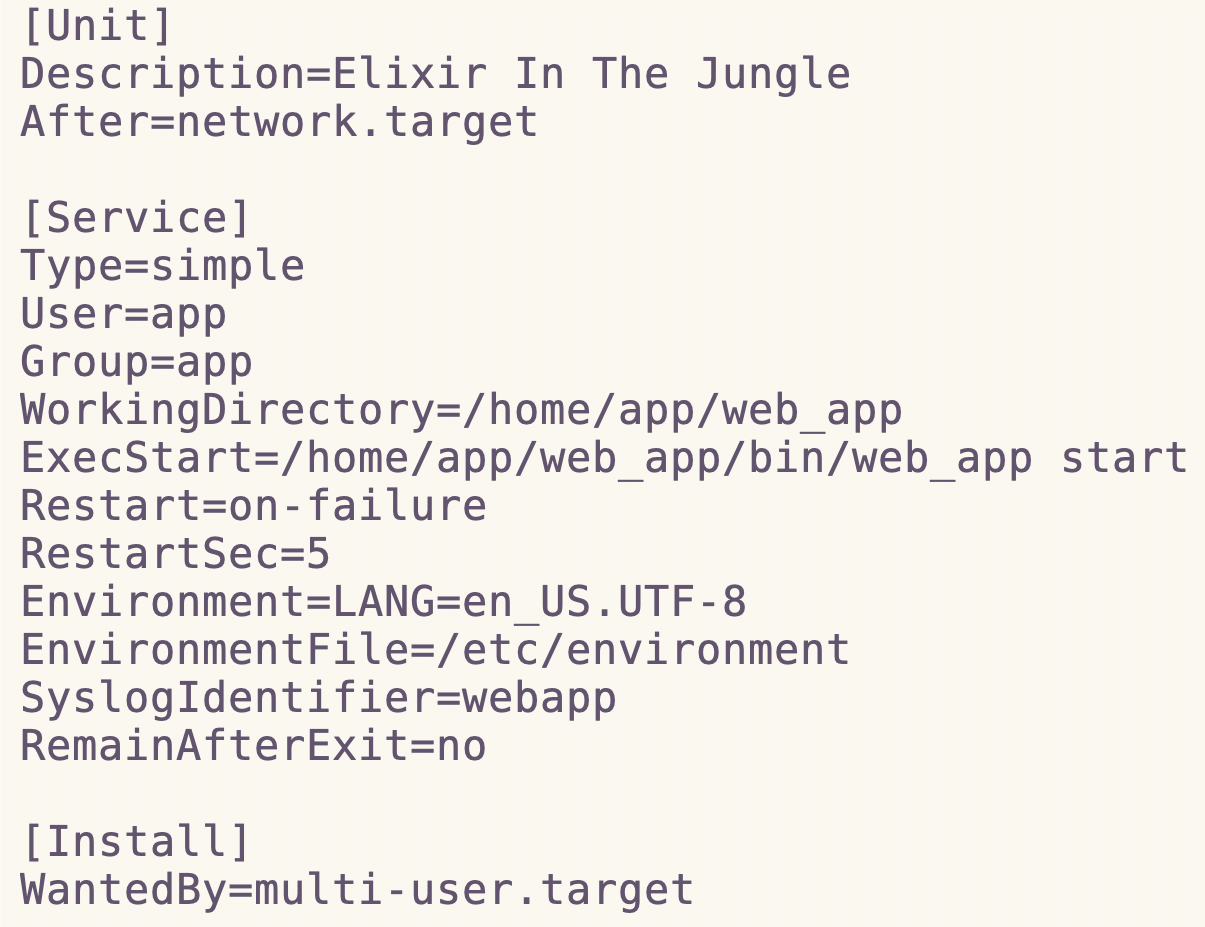 [Unit]
Description=Elixir In The Jungle
After=network.target

[Service]
Type=simple
User=app
Group=app
WorkingDirectory=/home/app/web_app
ExecStart=/home/app/web_app/bin/web_app start
Restart=on-failure
RestartSec=5
Environment=LANG=en_US.UTF-8
EnvironmentFile=/etc/environment
SyslogIdentifier=webapp
RemainAfterExit=no

[Install]
WantedBy=multi-user.target